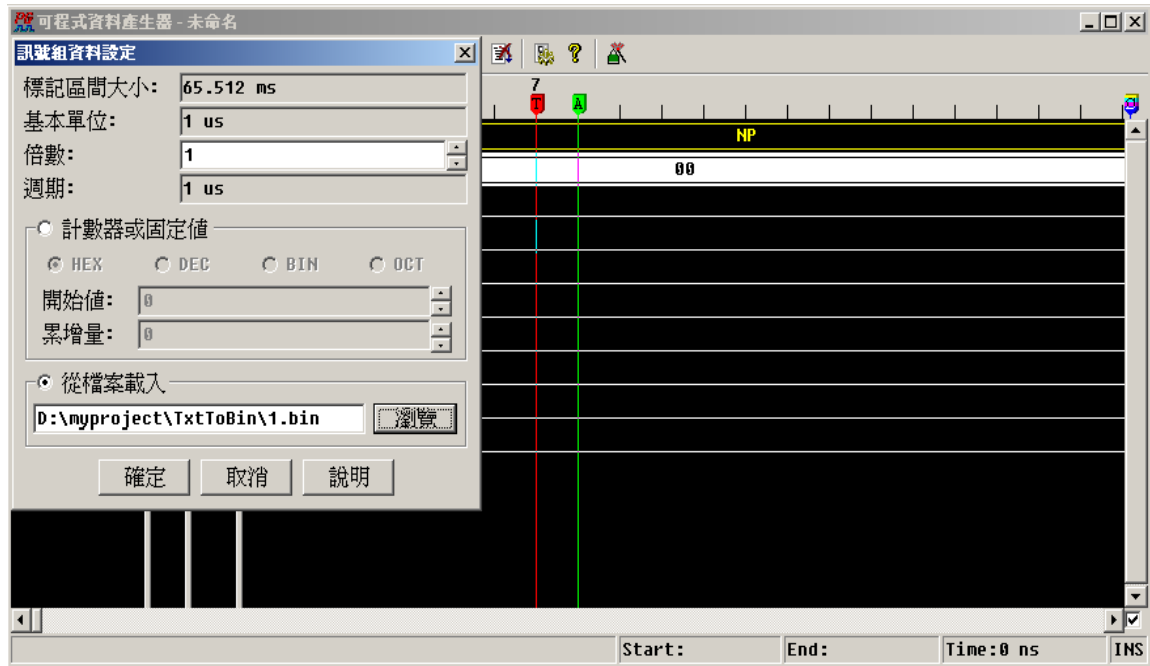 可程式資料產生器 - 未命名
訊號組資料設定
標記區間大小: 65.512 ms
基本單位: 1 us
倍數: 1
週期: 1 us
計數器或固定值
HEX DEC BIN OCT
開始值: 0
累增量: 0
從檔案載入
D:\myproject\TxtToBin\1.bin 瀏覽
確定 取消 說明
7
T A
NP
00
Start: End: Time:0 ns INS